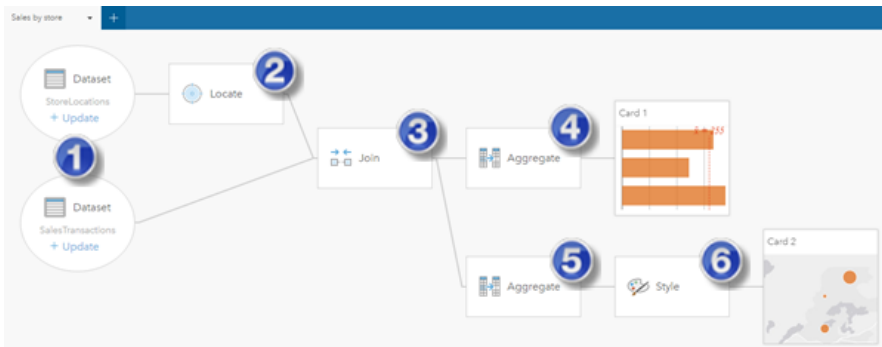 Sales by store
+
Dataset
StoreLocations
+ Update
1
Dataset
SalesTransactions
+ Update
2
Locate
3
Join
4
Aggregate
Card 1
5
Aggregate
6
Style
Card 2